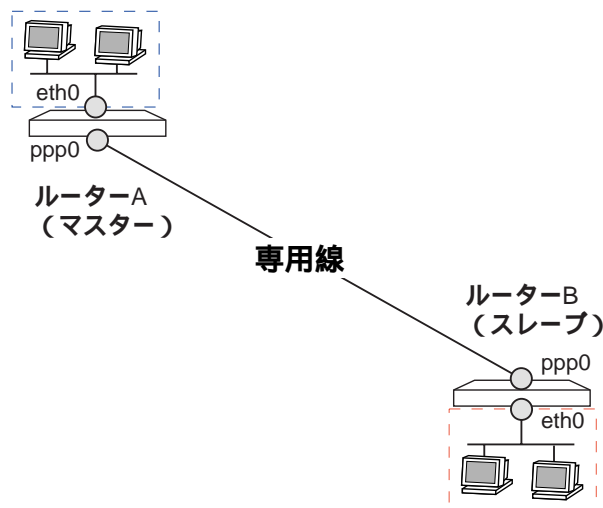 eth0
ppp0
ルーターA
（マスター）
専用線
ルーターB
（スレーブ）
ppp0
eth0